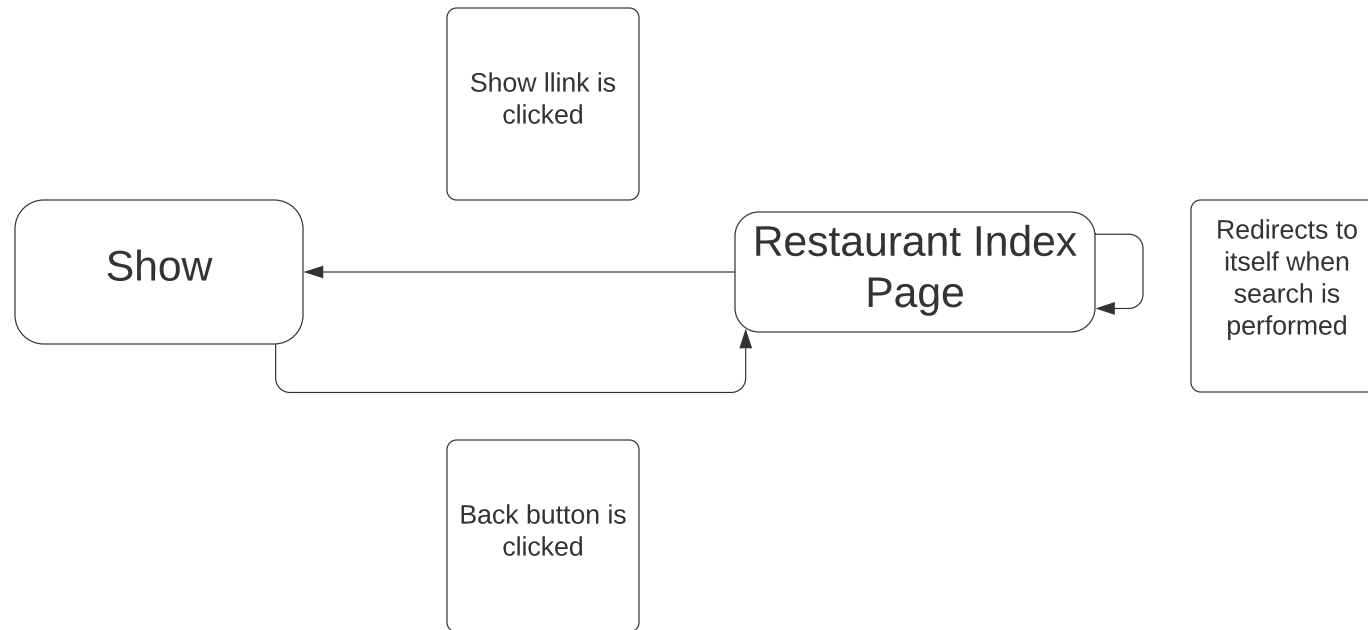 Show llink is
clicked
Show
Restaurant Index
Page
Redirects to
itself when
search is
performed
Back button is
clicked